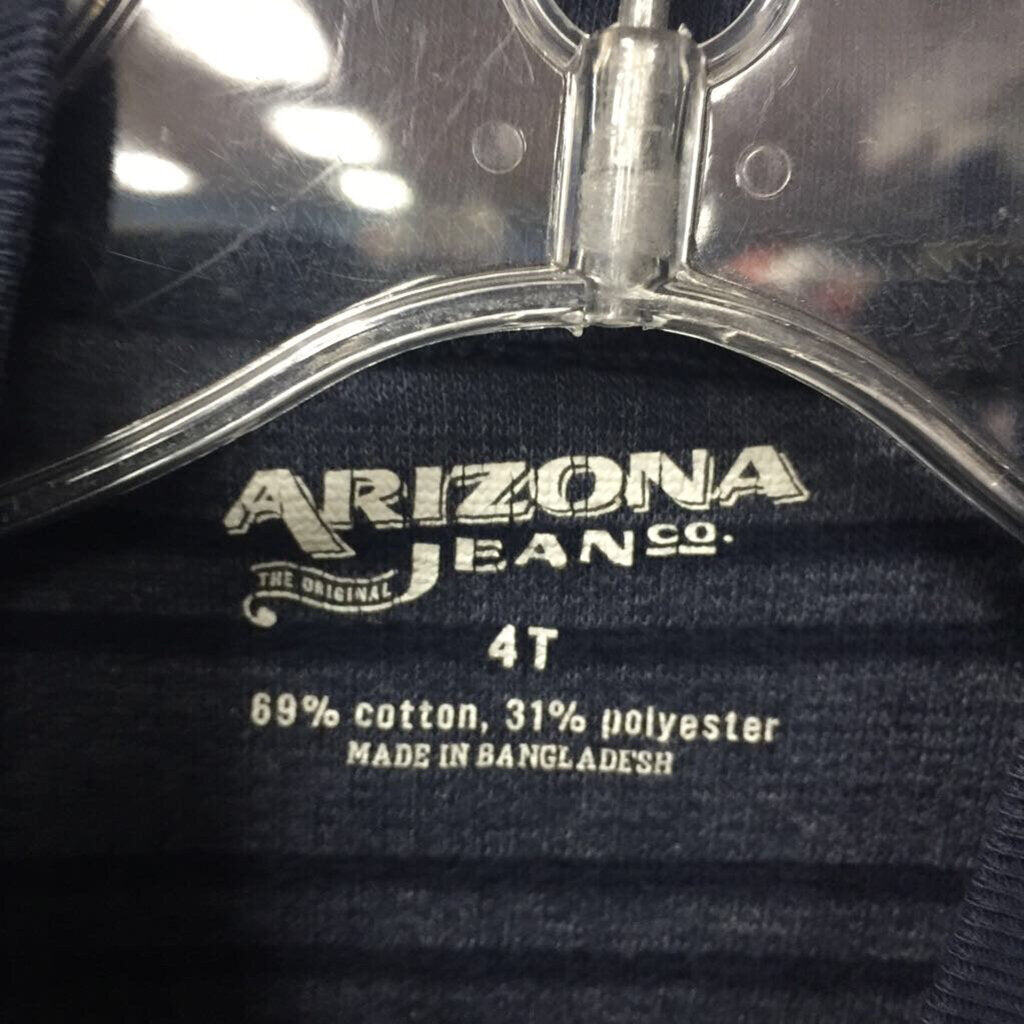 ARIZONA
JEAN CO.
THE ORIGINAL
4T
69% cotton, 31% polyester
MADE IN BANGLADESH